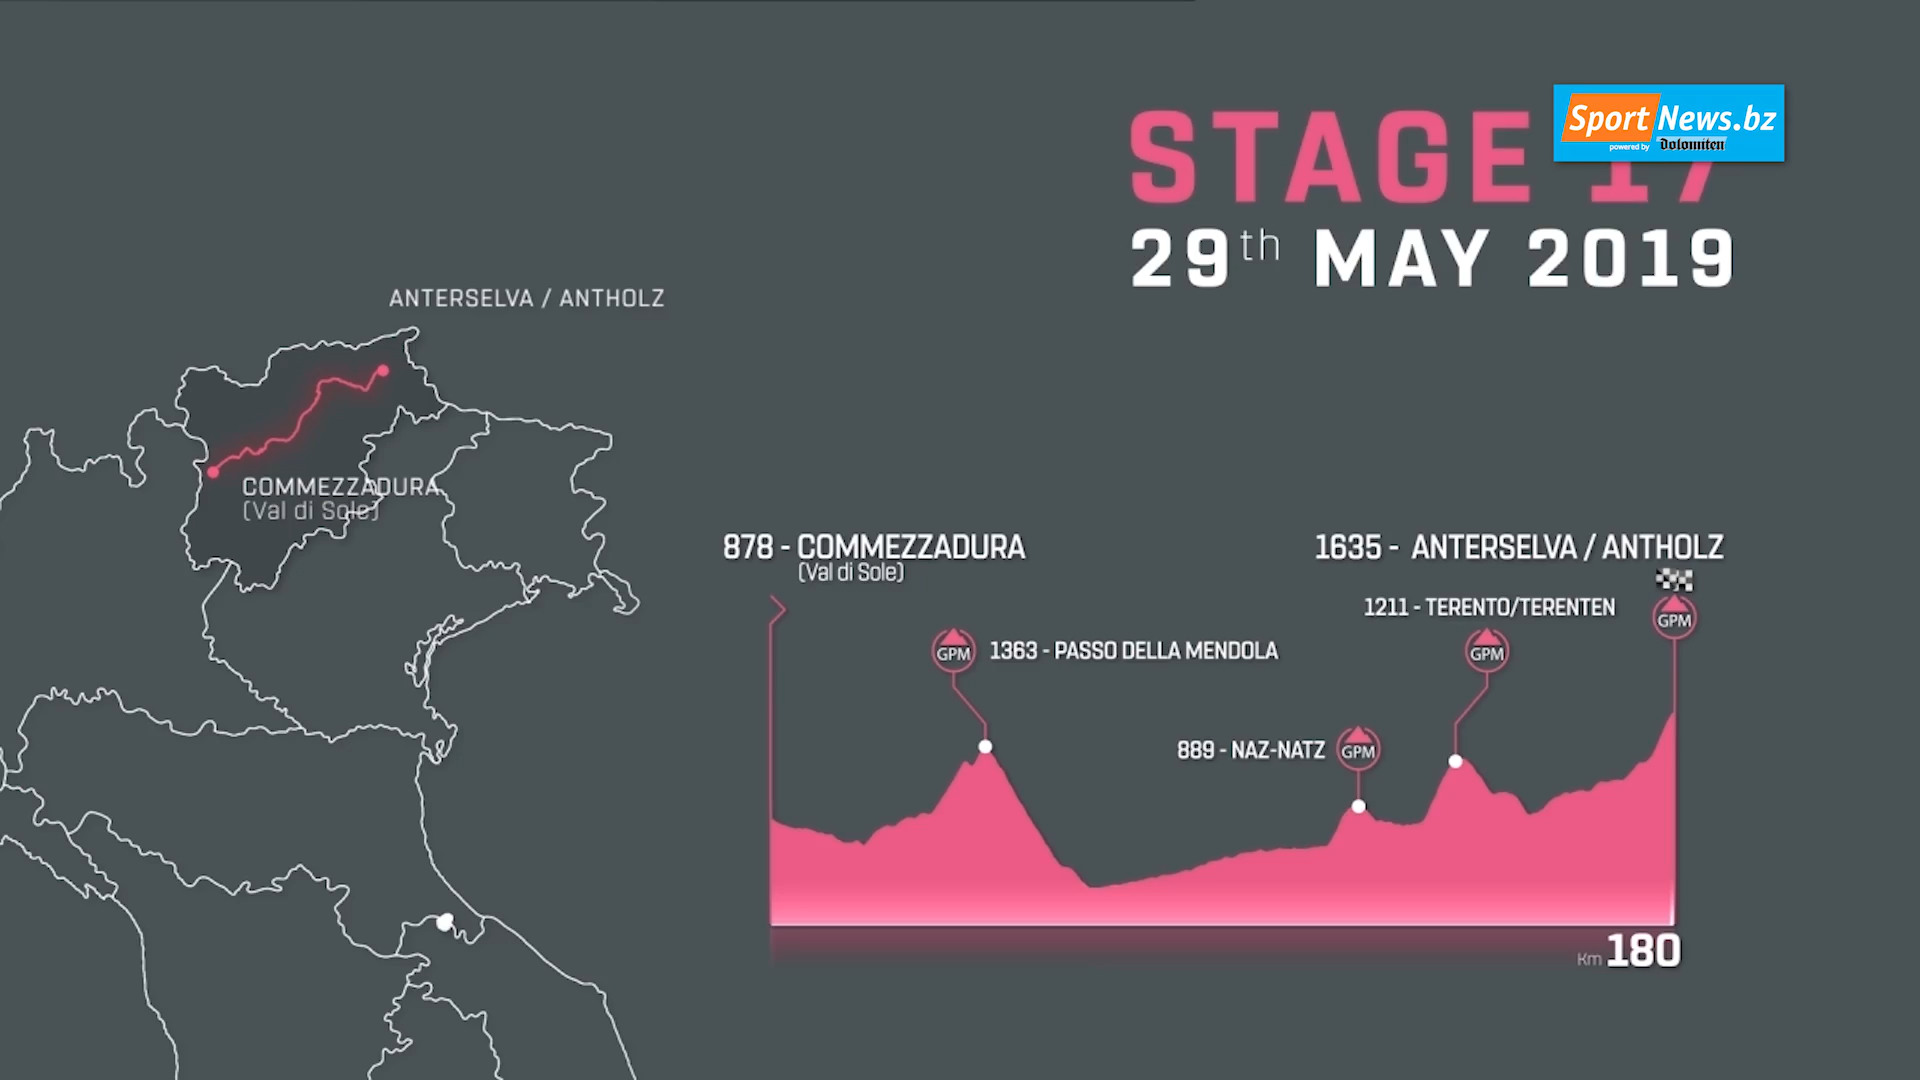 Sport News.bz
powered by Dolomiten
STAGE 17
29th MAY 2019
ANTERSELVA / ANTHOLZ
COMMEZZADURA
(Val di Sole)
878 - COMMEZZADURA
(Val di Sole)
1635 - ANTERSELVA / ANTHOLZ
1211 - TERENTO/TERENTEN
GPM
GPM 1363 - PASSO DELLA MENDOLA
GPM
889 - NAZ-NATZ GPM
Km 180